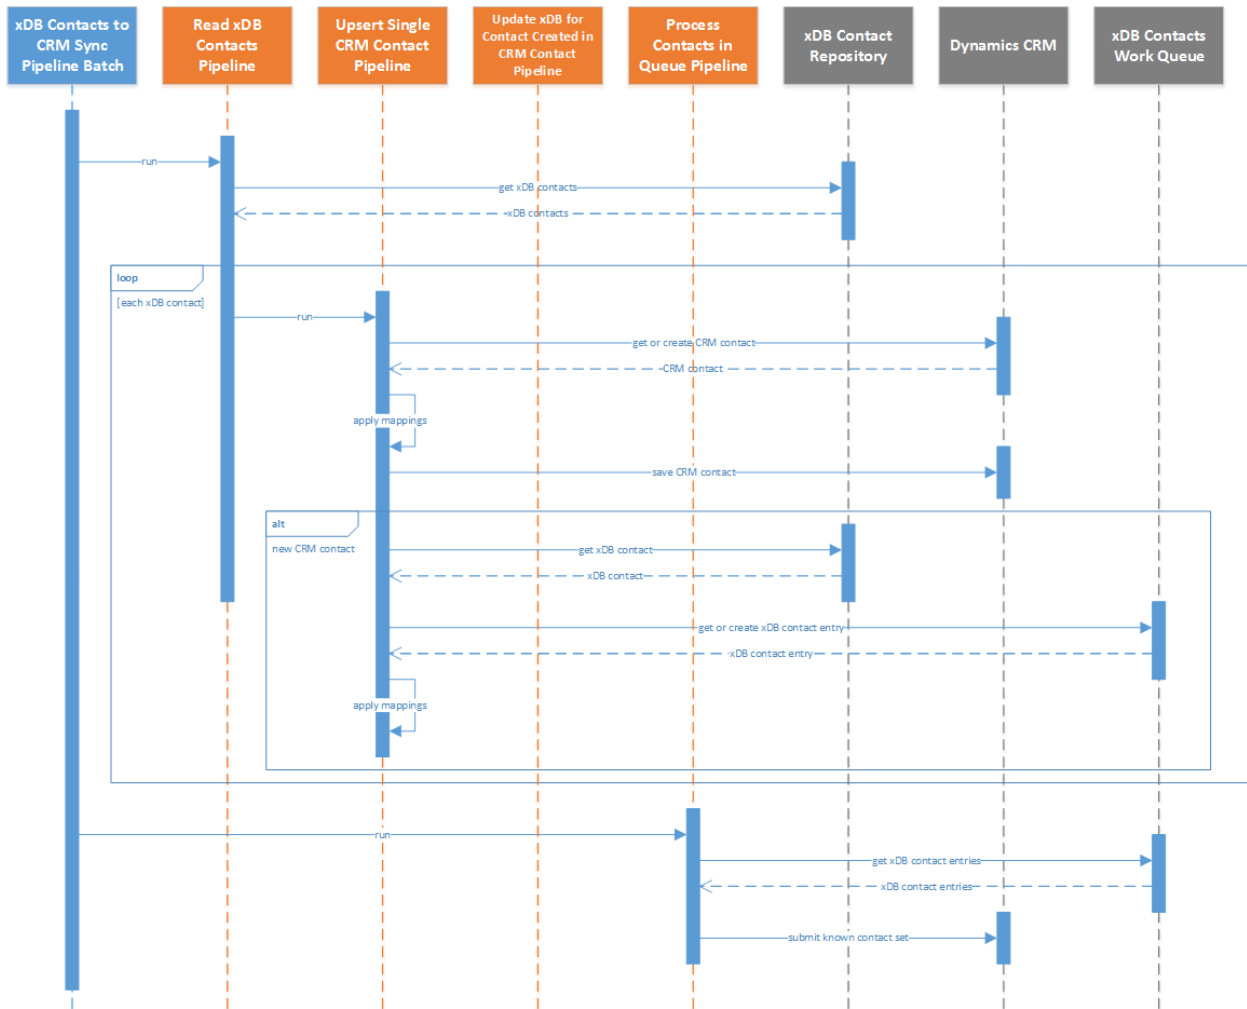 xDB Contacts to
CRM Sync
Pipeline Batch
Read xDB
Contacts
Pipeline
Upsert Single
CRM Contact
Pipeline
Update xDB for
Contact Created in
CRM Contact
Pipeline
Process
Contacts in
Queue Pipeline
xDB Contact
Repository
Dynamics CRM
xDB Contacts
Work Queue
run
get xDB contacts
xDB contacts
loop
[each xDB contact]
run
get or create CRM contact
CRM contact
apply mappings
save CRM contact
alt
new CRM contact
get xDB contact
xDB contact
get or create xDB contact entry
xDB contact entry
apply mappings
run
get xDB contact entries
xDB contact entries
submit known contact set